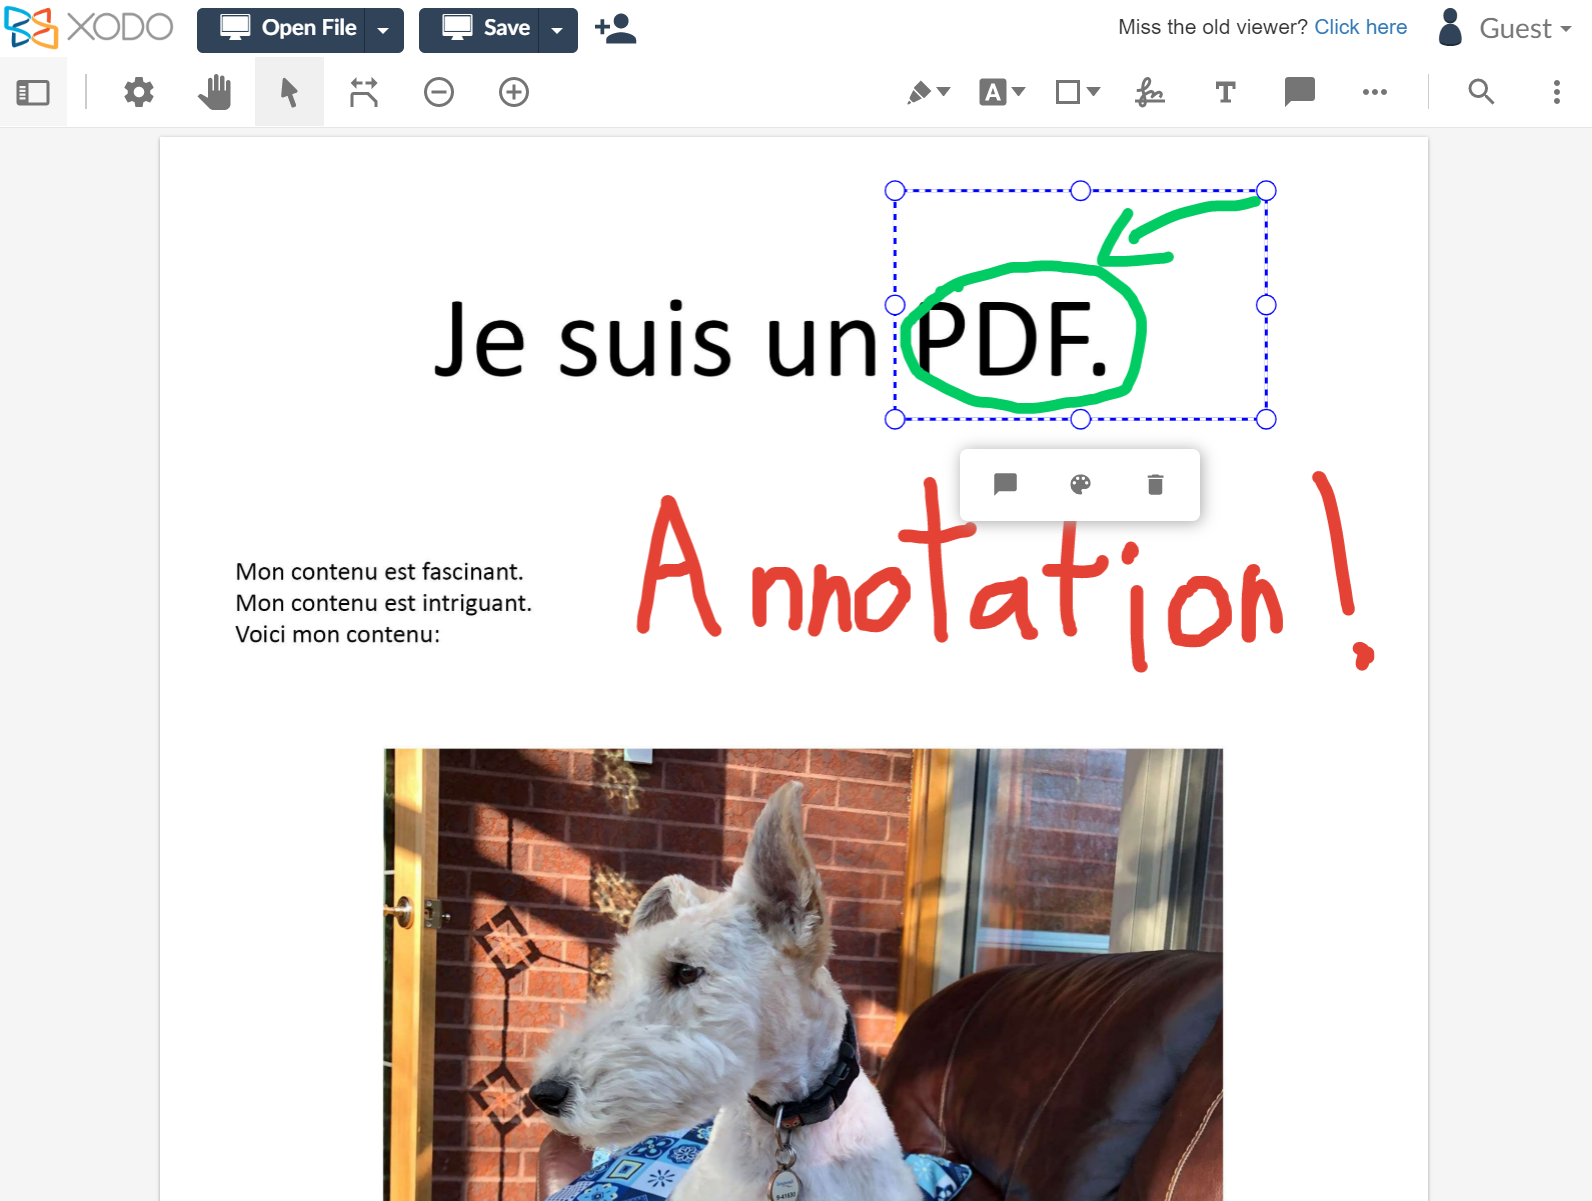 XODO Open File Save Miss the old viewer? Click here Guest
A T
Je suis un PDF.
Annotation!
Mon contenu est fascinant.
Mon contenu est intriguant.
Voici mon contenu: